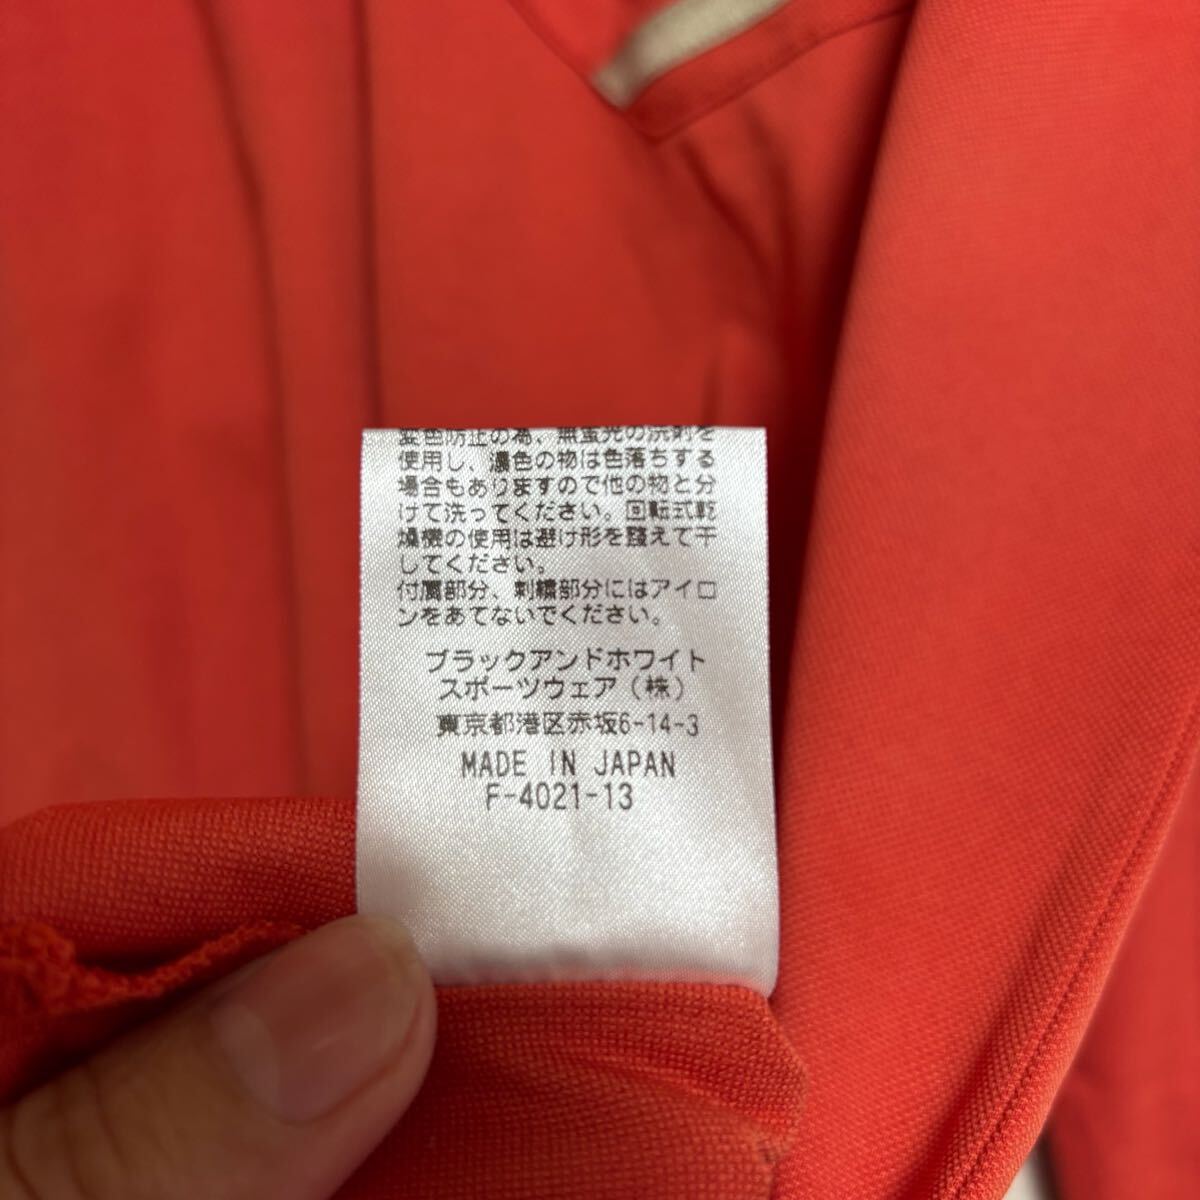 変色防止の為、無蛍光の洗剤を
使用し、濃色の物は色落ちする
場合もありますので他の物と分
けて洗ってください。回転式乾
燥機の使用は避け形を整えて干
してください。
付属部分、刺繍部分にはアイロ
ンをあてないでください。
ブラックアンドホワイト
スポーツウェア(株)
東京都港区赤坂6-14-3
MADE IN JAPAN
F-4021-13